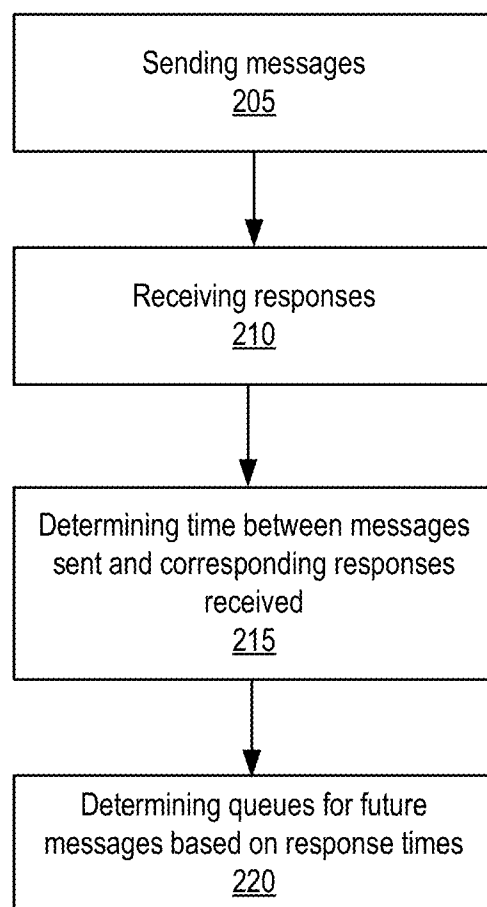 Sending messages
205
Receiving responses
210
Determining time between messages
sent and corresponding responses
received
215
Determining queues for future
messages based on response times
220